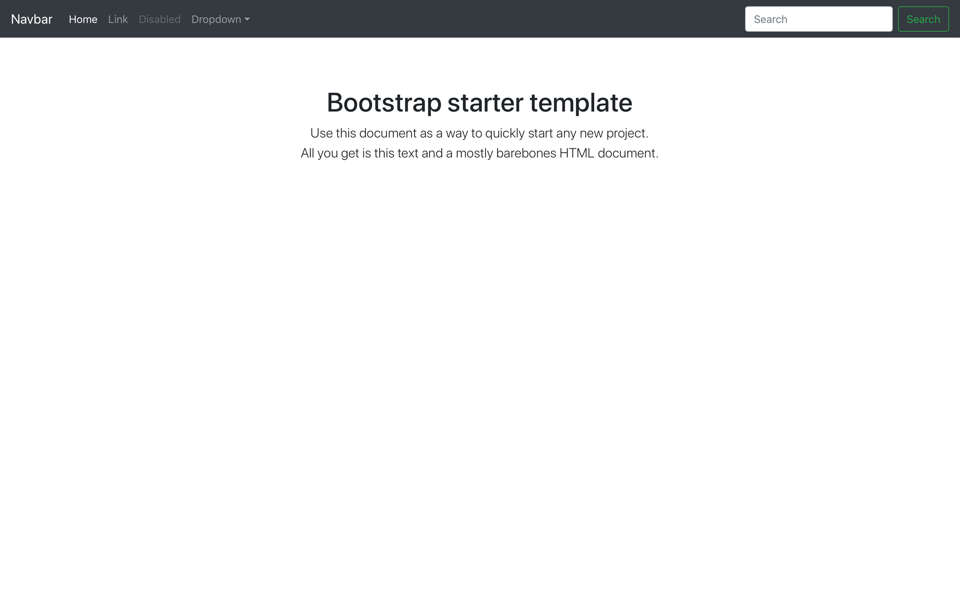 Navbar Home Link Disabled Dropdown Search Search
Bootstrap starter template
Use this document as a way to quickly start any new project.
All you get is this text and a mostly barebones HTML document.